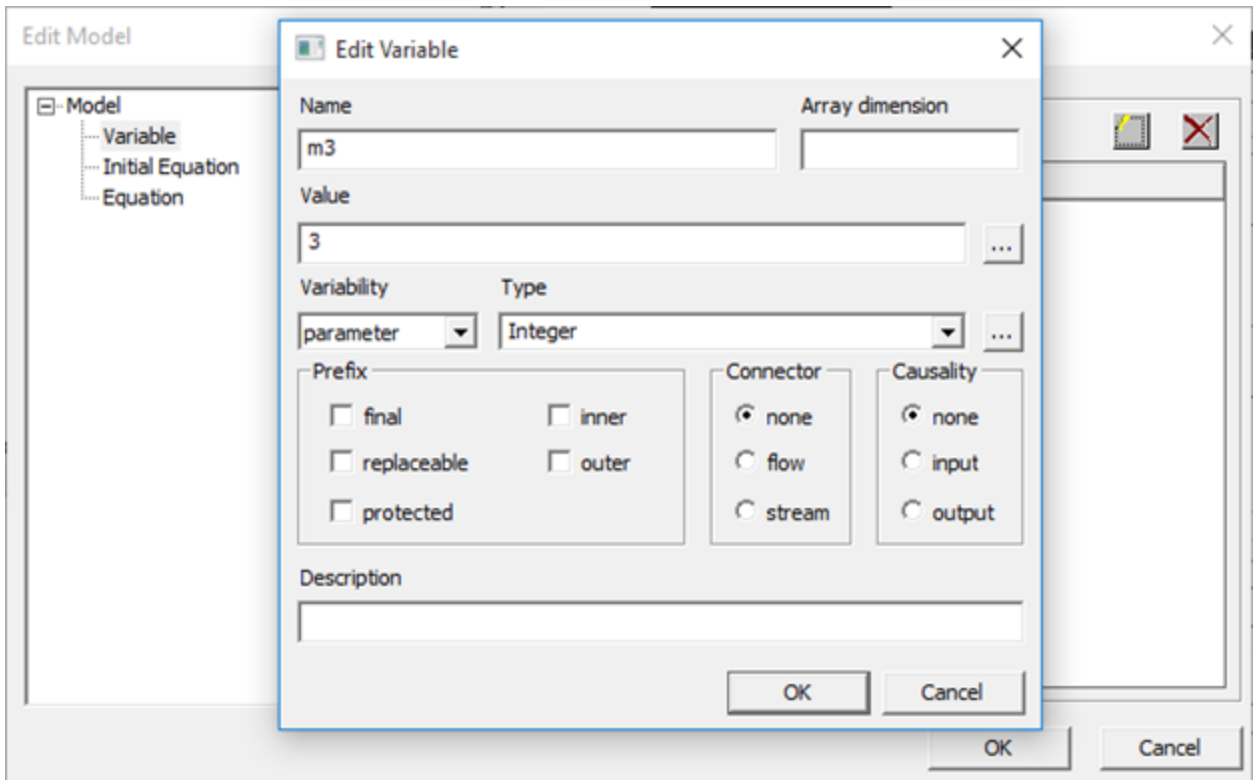 Edit Model
Edit Variable
Model
Variable
Initial Equation
Equation
Name
Array dimension
m3
Value
3
...
Variability
Type
parameter
Integer
...
Prefix
Connector
Causality
final
inner
none
none
replaceable
outer
flow
input
protected
stream
output
Description
OK
Cancel
OK
Cancel